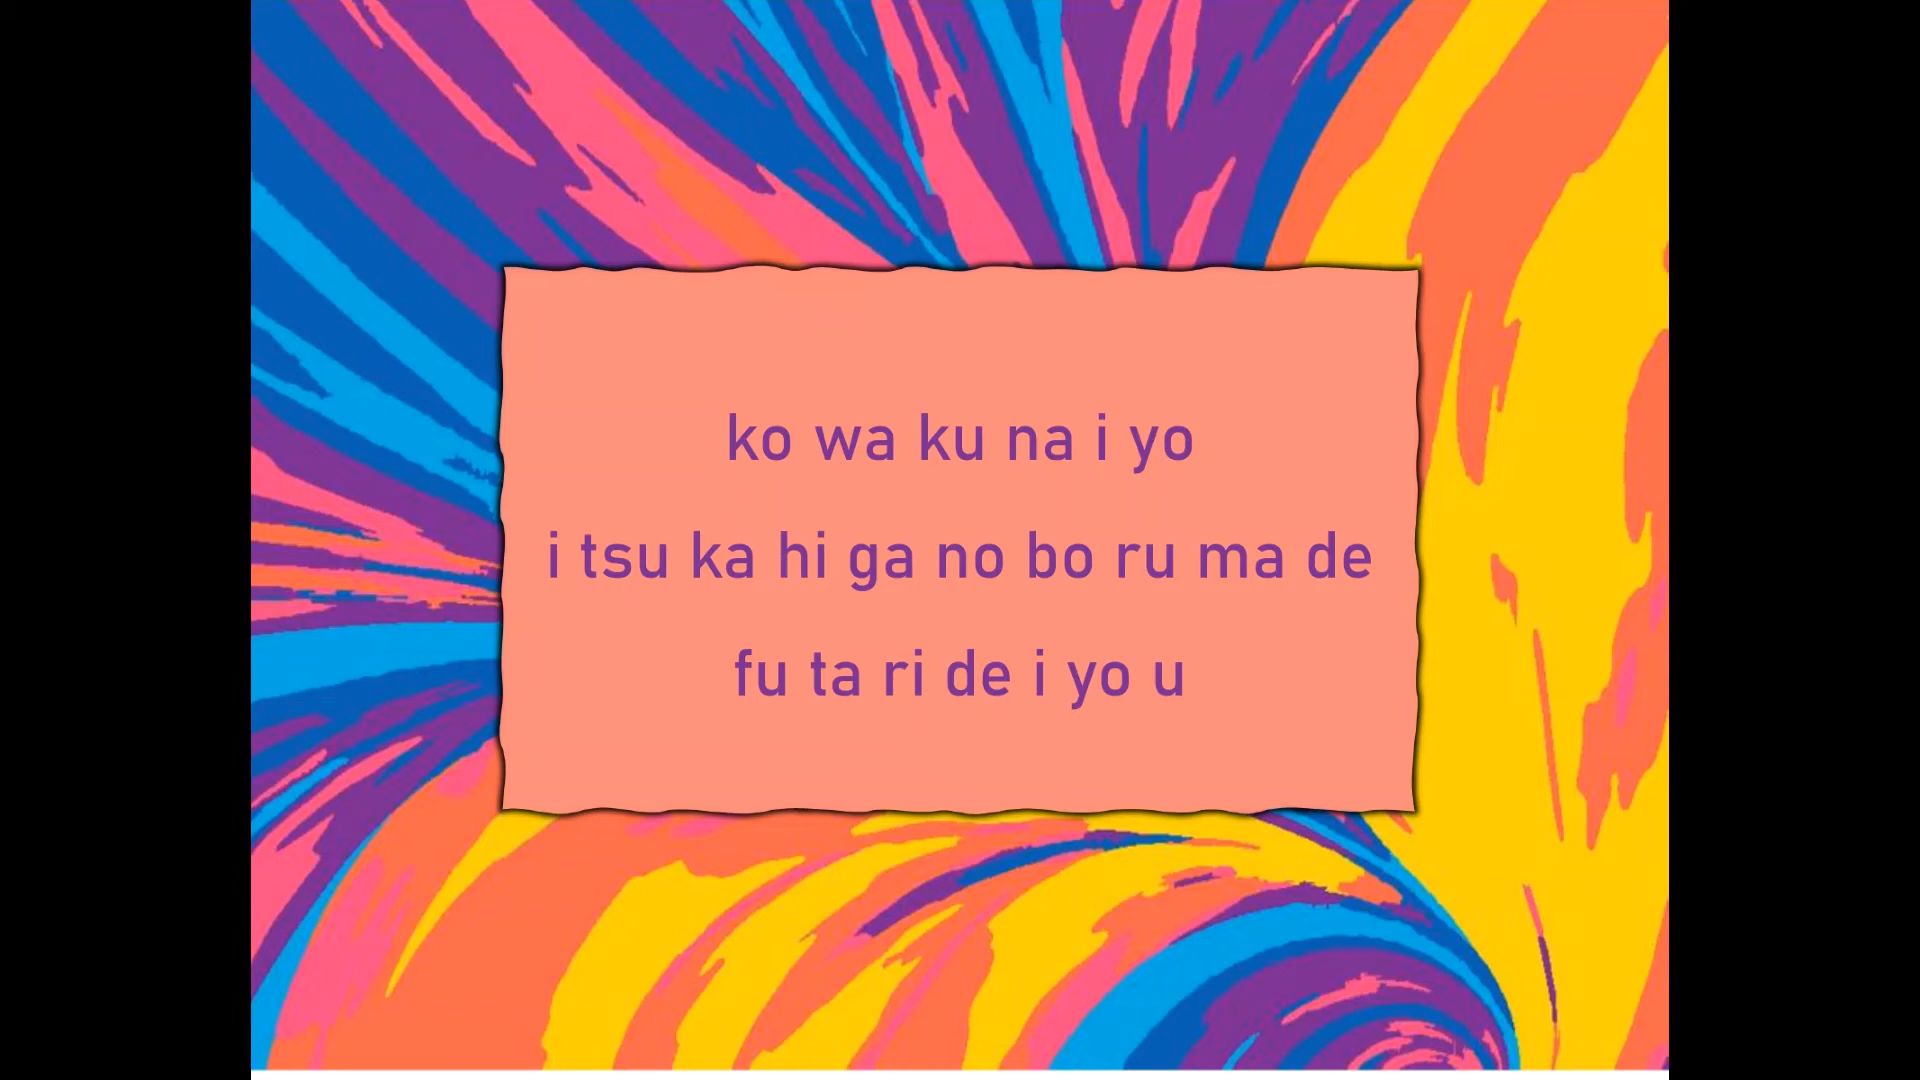 ko wa ku na i yo
i tsu ka hi ga no bo ru ma de
fu ta ri de i yo u